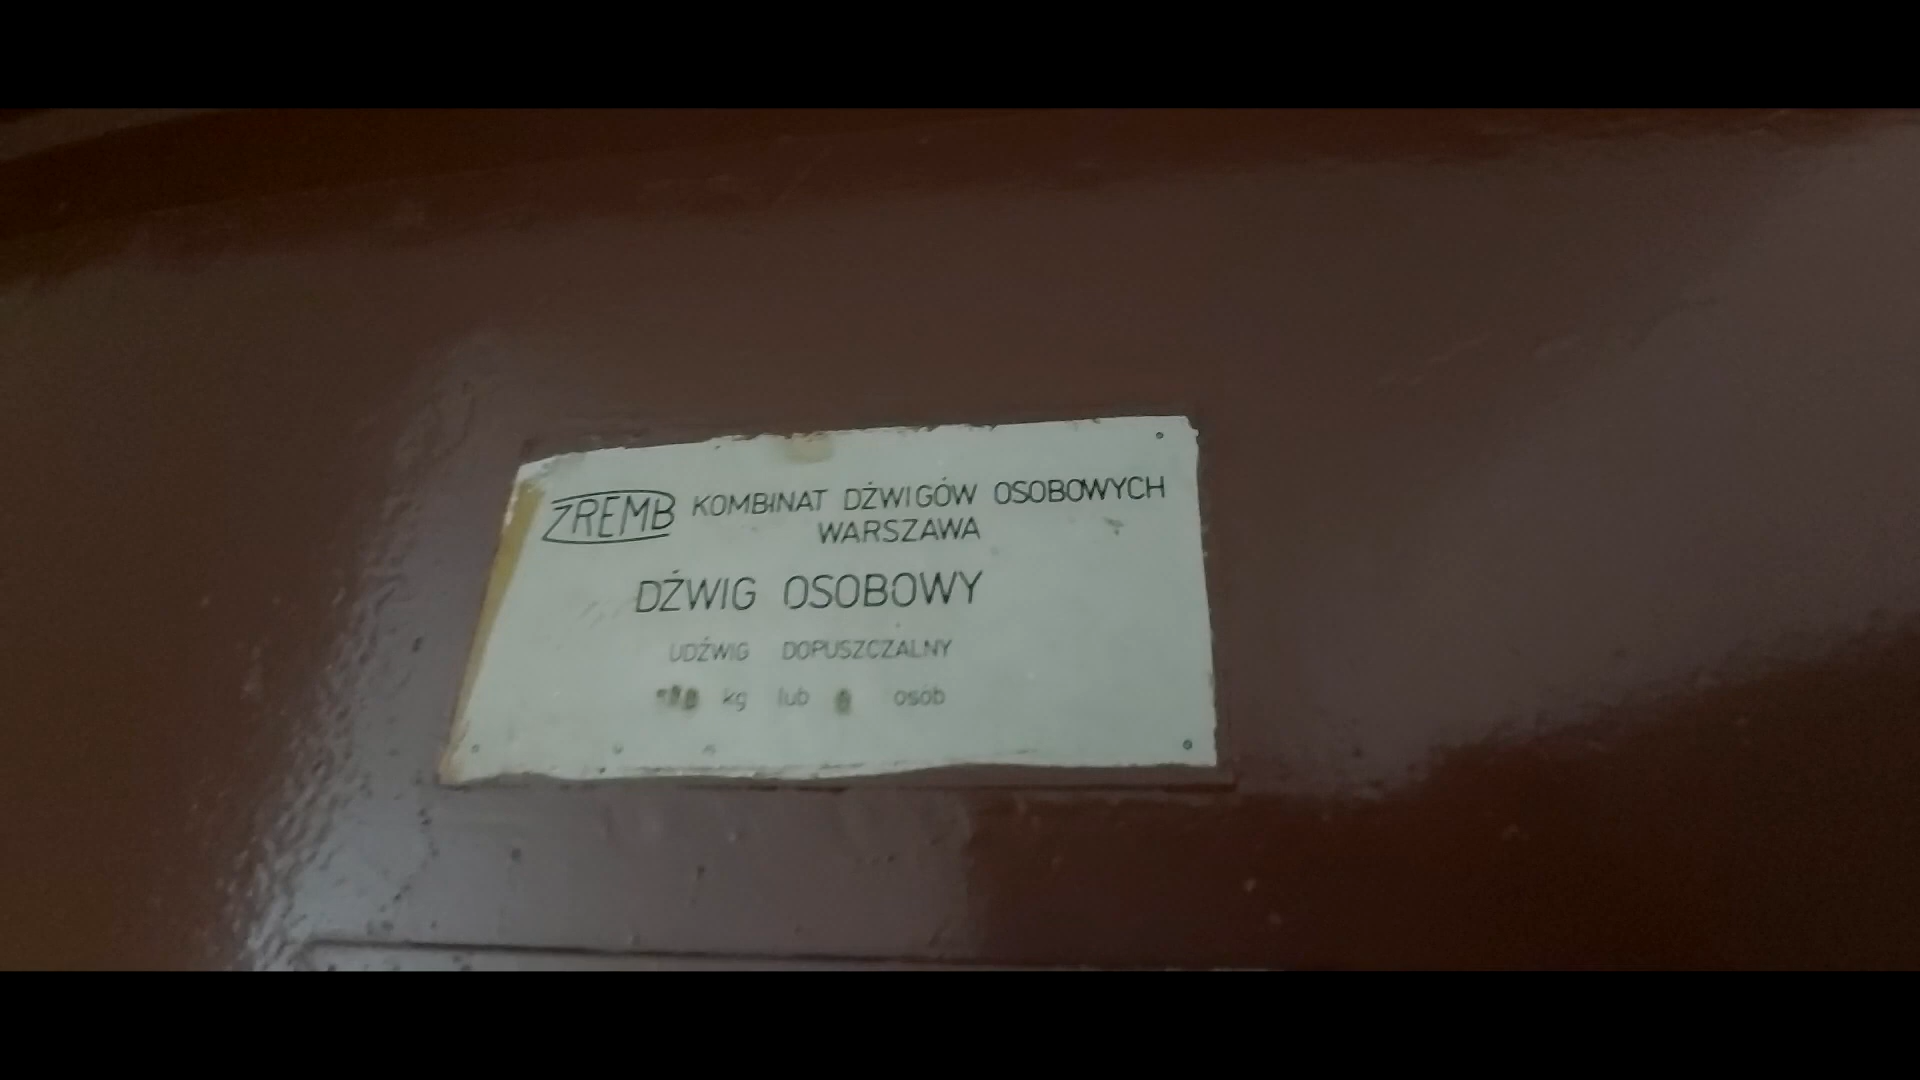 ZREMB KOMBINAT DŹWIGÓW OSOBOWYCH
WARSZAWA
DŹWIG OSOBOWY
UDŹWIG DOPUSZCZALNY
kg lub osób